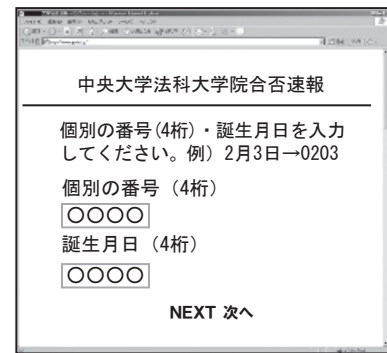 中央大学法科大学院合否速報
個別の番号(4桁)・誕生月日を入力
してください。例) 2月3日→0203
個別の番号 (4桁)
○○○○
誕生月日 (4桁)
○○○○
NEXT 次へ